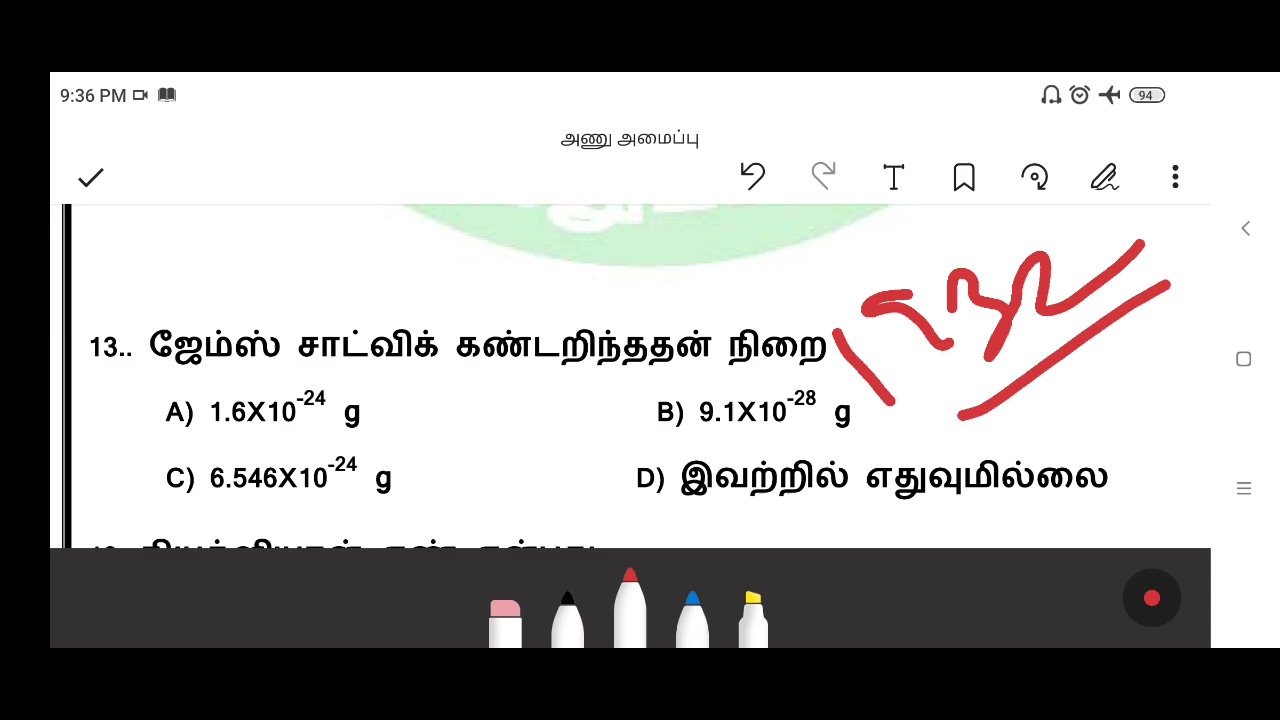 9:36 PM 94
அணு அமைப்பு
T
13.. ஜேம்ஸ் சாட்விக் கண்டறிந்ததன் நிறை
A) 1.6X10-24 g B) 9.1X10-28 g
C) 6.546X10-24 g D) இவற்றில் எதுவுமில்லை